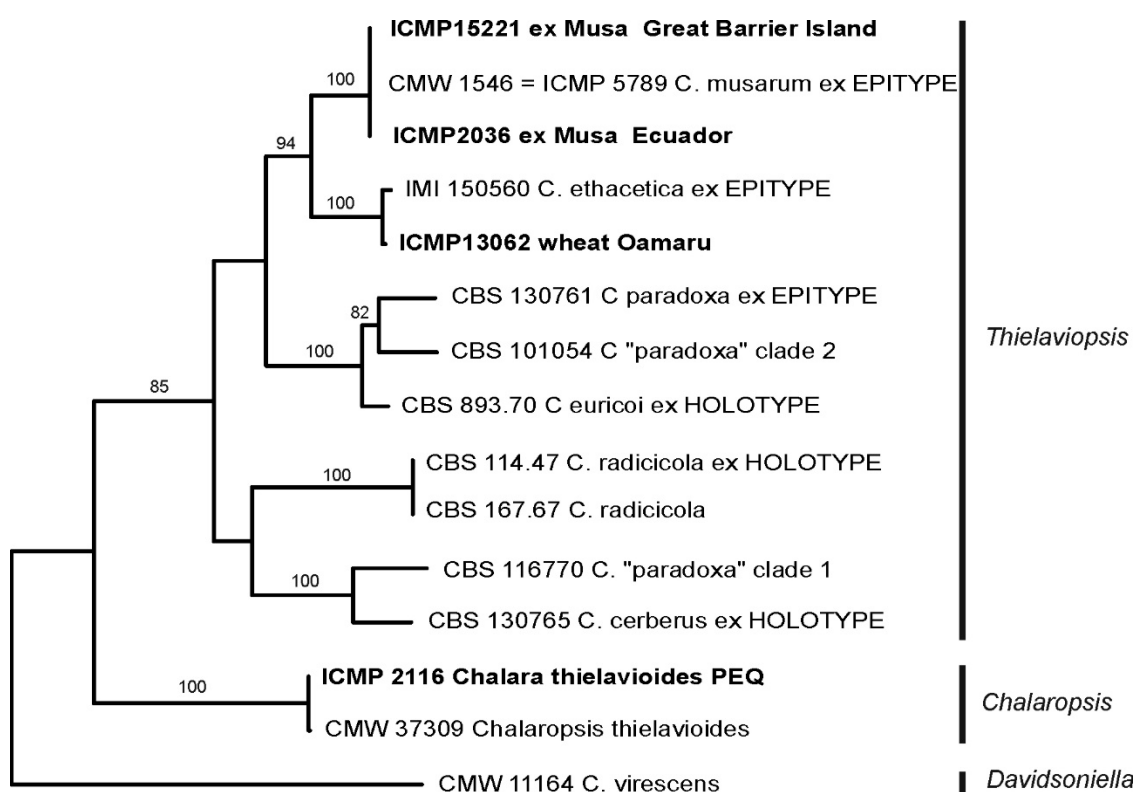 ICMP15221 ex Musa Great Barrier Island
100
CMW 1546 = ICMP 5789 C. musarum ex EPITYPE
ICMP2036 ex Musa Ecuador
94
IMI 150560 C. ethacetica ex EPITYPE
100
ICMP13062 wheat Oamaru
CBS 130761 C paradoxa ex EPITYPE
82
Thielaviopsis
CBS 101054 C "paradoxa" clade 2
100
85
CBS 893.70 C euricoi ex HOLOTYPE
CBS 114.47 C. radicicola ex HOLOTYPE
100
CBS 167.67 C. radicicola
CBS 116770 C. "paradoxa" clade 1
100
CBS 130765 C. cerberus ex HOLOTYPE
ICMP 2116 Chalara thielavioides PEQ
100
Chalaropsis
CMW 37309 Chalaropsis thielavioides
CMW 11164 C. virescens
Davidsoniella